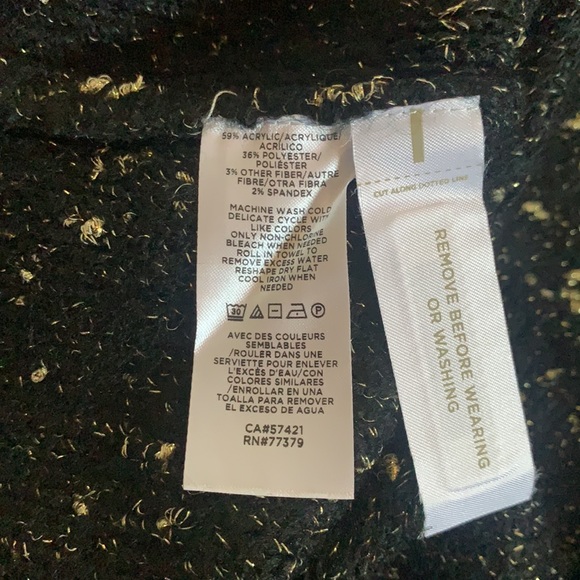 59% ACRYLIC/ACRYLIQUE/
ACRÍLICO
36% POLYESTER/
POLIÉSTER
3% OTHER FIBER/AUTRE
FIBRE/OTRA FIBRA
2% SPANDEX
MACHINE WASH COLD
DELICATE CYCLE WITH
LIKE COLORS
ONLY NON-CHLORINE
BLEACH WHEN NEEDED
ROLL IN TOWEL TO
REMOVE EXCESS WATER
RESHAPE DRY FLAT
COOL IRON WHEN
NEEDED
30 P
AVEC DES COULEURS
SEMBLABLES
/ROULER DANS UNE
SERVIETTE POUR ENLEVER
L'EXCÉS D'EAU/CON
COLORES SIMILARES
/ENROLLAR EN UNA
TOALLA PARA REMOVER
EL EXCESO DE AGUA
CA#57421
RN#77379
CUT ALONG DOTTED LINE
REMOVE BEFORE WEARING
OR WASHING